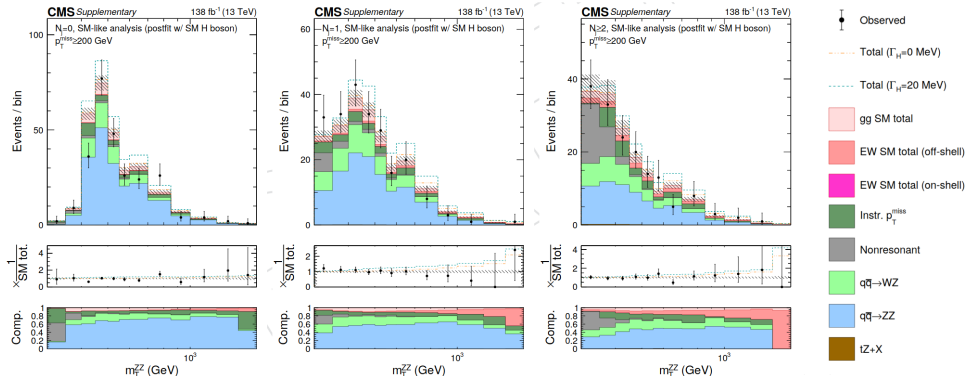 CMS Supplementary 138 fb⁻¹ (13 TeV)
N_j=0, SM-like analysis (postfit w/ SM H boson)
p_T^miss≥200 GeV
Events / bin
100
50
0
× 1/SM tot.
4
2
0
Comp.
1
0.8
0.6
0.4
0.2
0
10³
m_T^ZZ (GeV)
CMS Supplementary 138 fb⁻¹ (13 TeV)
N_j=1, SM-like analysis (postfit w/ SM H boson)
p_T^miss≥200 GeV
Events / bin
60
40
20
0
× 1/SM tot.
2
1
0
Comp.
1
0.8
0.6
0.4
0.2
0
10³
m_T^ZZ (GeV)
CMS Supplementary 138 fb⁻¹ (13 TeV)
N_j≥2, SM-like analysis (postfit w/ SM H boson)
p_T^miss≥200 GeV
Events / bin
40
20
0
× 1/SM tot.
4
2
0
Comp.
1
0.8
0.6
0.4
0.2
0
10³
m_T^ZZ (GeV)
Observed
Total (Γ_H=0 MeV)
Total (Γ_H=20 MeV)
gg SM total
EW SM total (off-shell)
EW SM total (on-shell)
Instr. p_T^miss
Nonresonant
qq̄→WZ
qq̄→ZZ
tZ+X